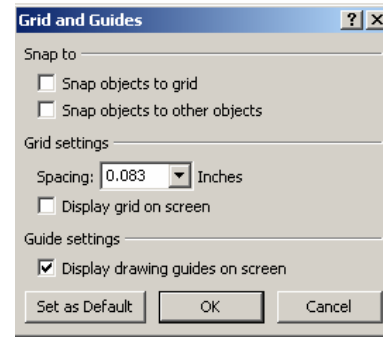 Grid and Guides
Snap to
Snap objects to grid
Snap objects to other objects
Grid settings
Spacing: 0.083 Inches
Display grid on screen
Guide settings
Display drawing guides on screen
Set as Default OK Cancel